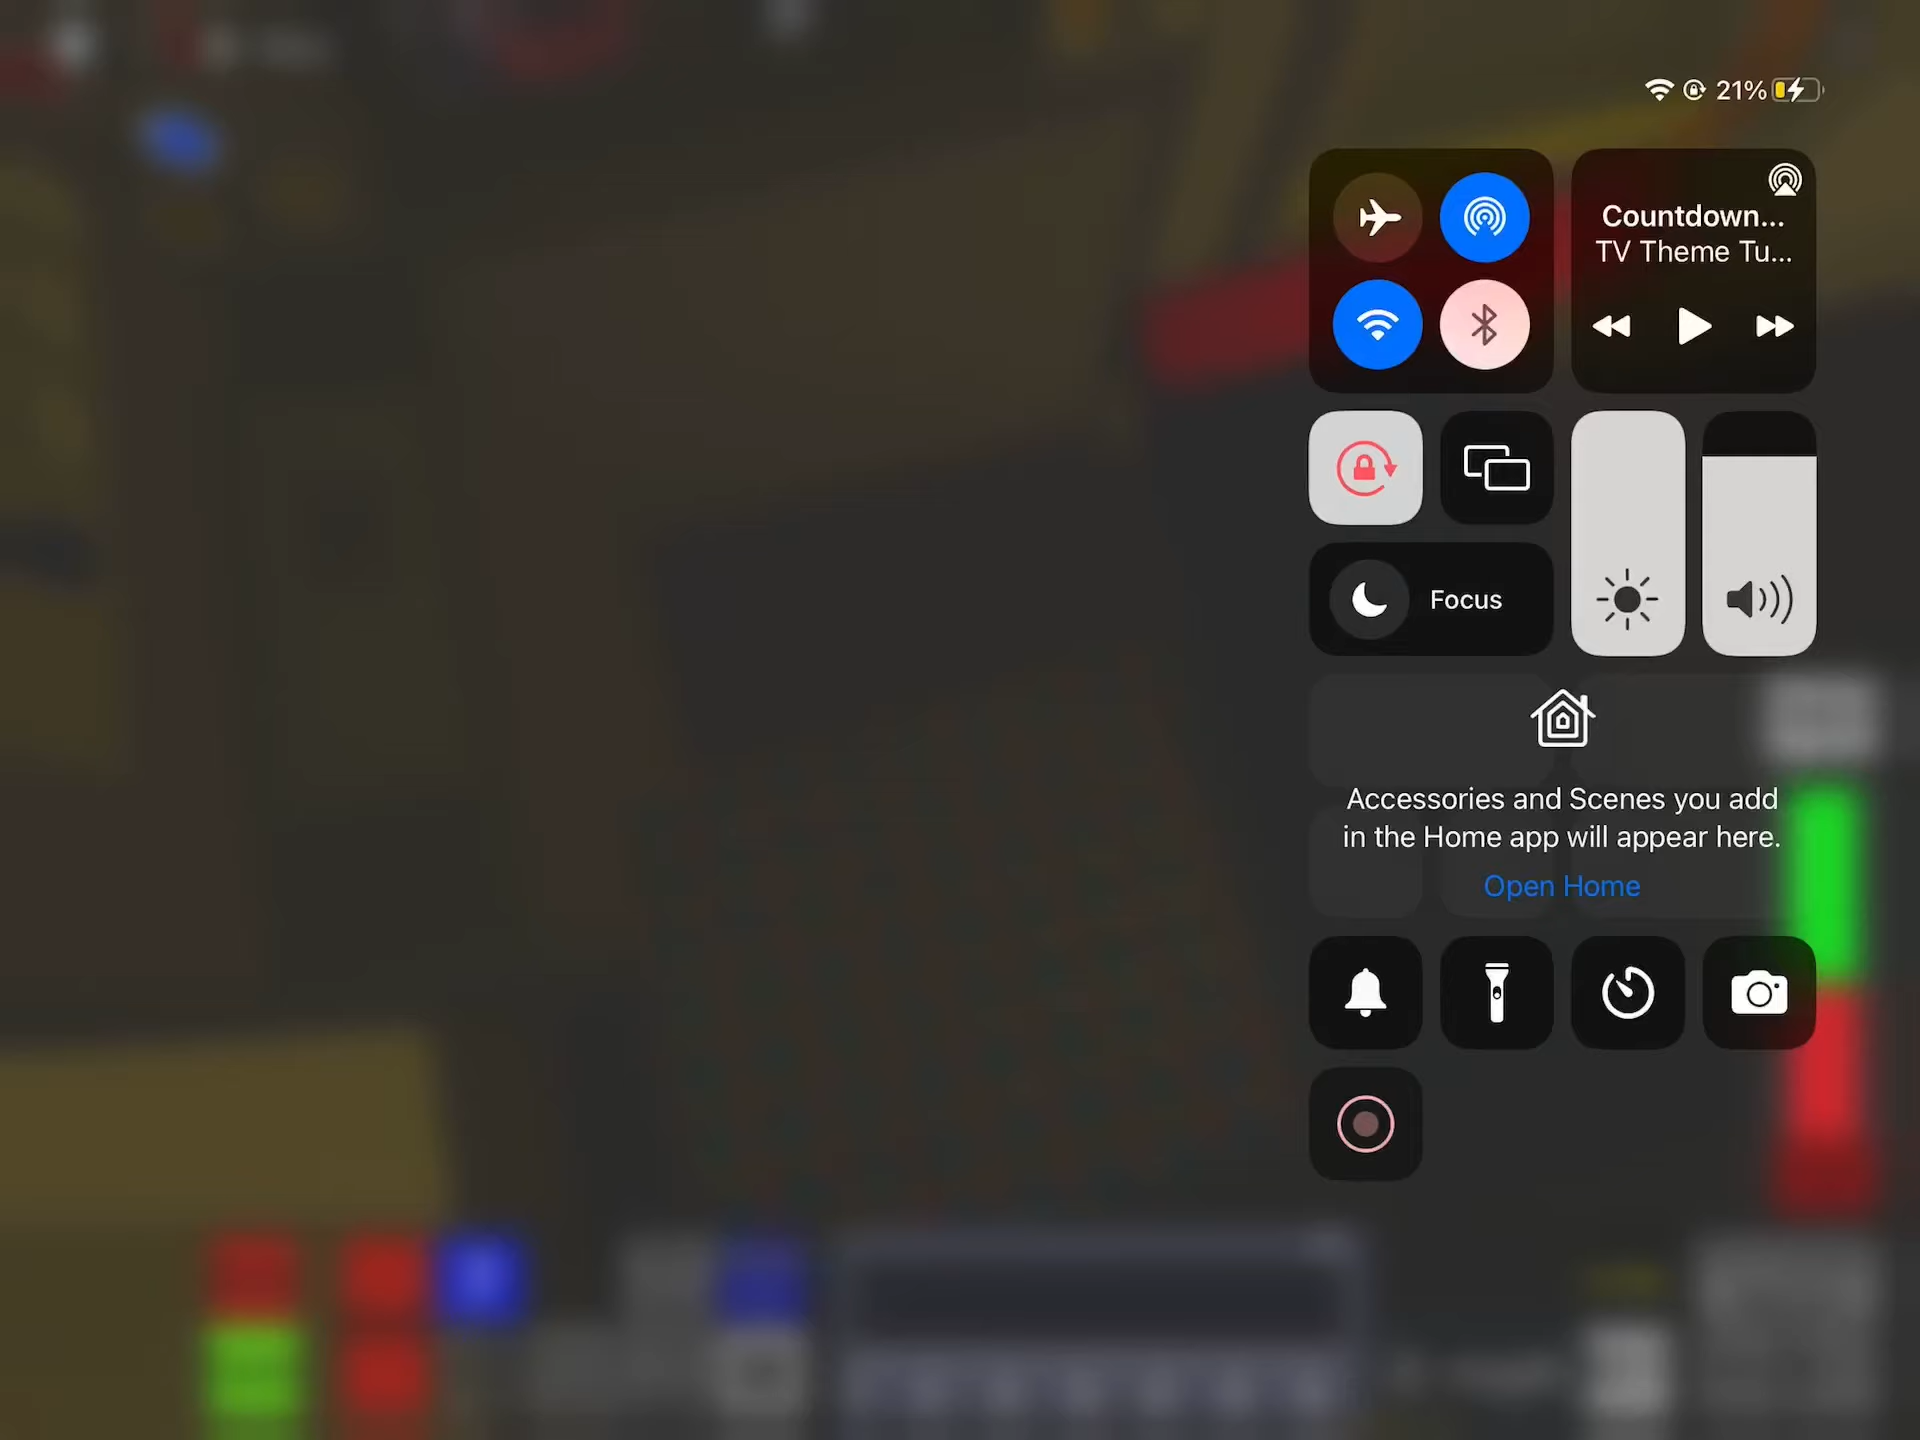 21%
Countdown...
TV Theme Tu...
Focus
Accessories and Scenes you add
in the Home app will appear here.
Open Home